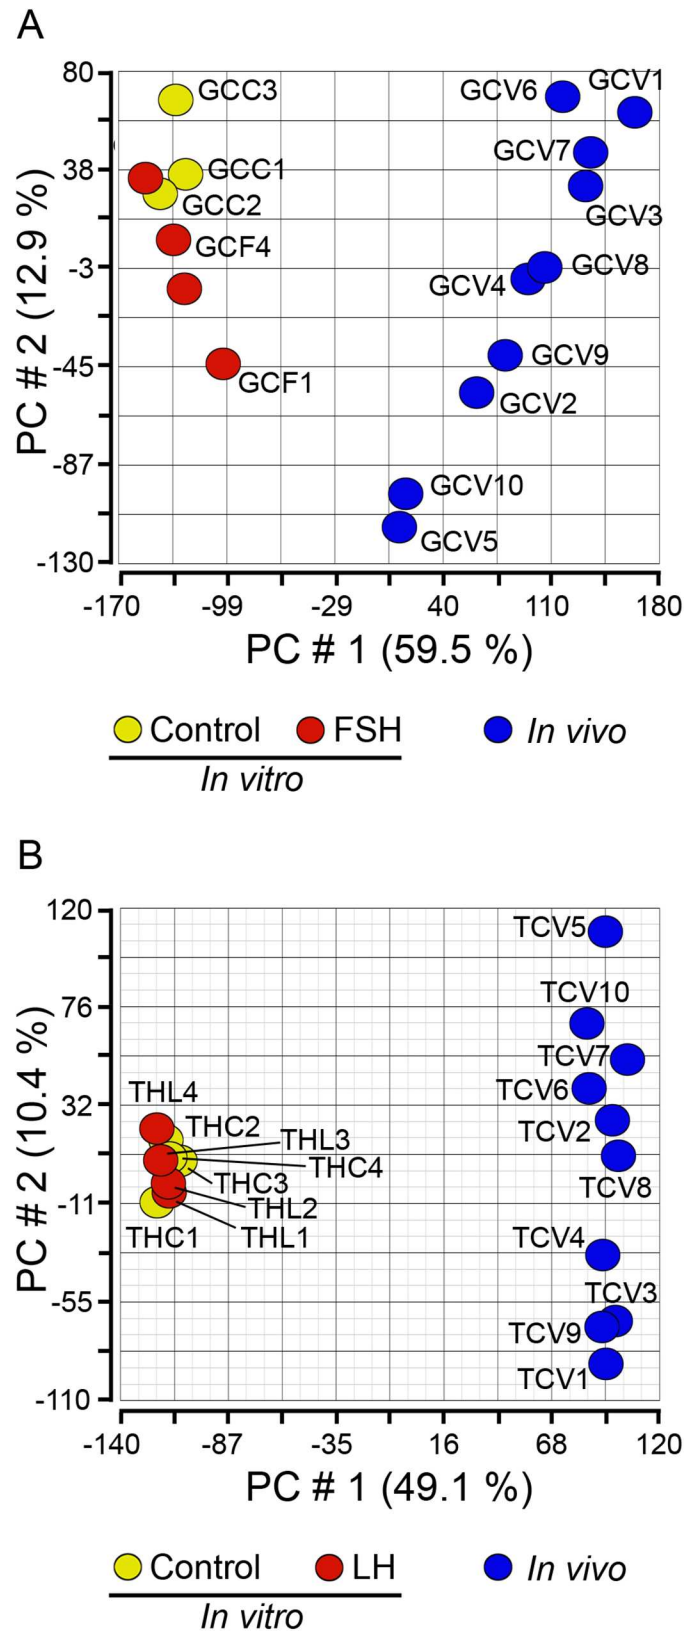 A
80
GCC3
GCV6
GCV1
38
GCC1
GCV7
GCC2
GCV3
GCF4
-3
GCV8
GCV4
PC # 2 (12.9 %)
-45
GCV9
GCF1
GCV2
-87
GCV10
GCV5
-130
-170 -99 -29 40 110 180
PC # 1 (59.5 %)
Control FSH In vivo
In vitro
B
120
TCV5
76
TCV10
TCV7
TCV6
32
THL4
THC2
TCV2
THL3
THC4
THC3
TCV8
THL2
-11
THC1
THL1
TCV4
PC # 2 (10.4 %)
-55
TCV3
TCV9
TCV1
-110
-140 -87 -35 16 68 120
PC # 1 (49.1 %)
Control LH In vivo
In vitro